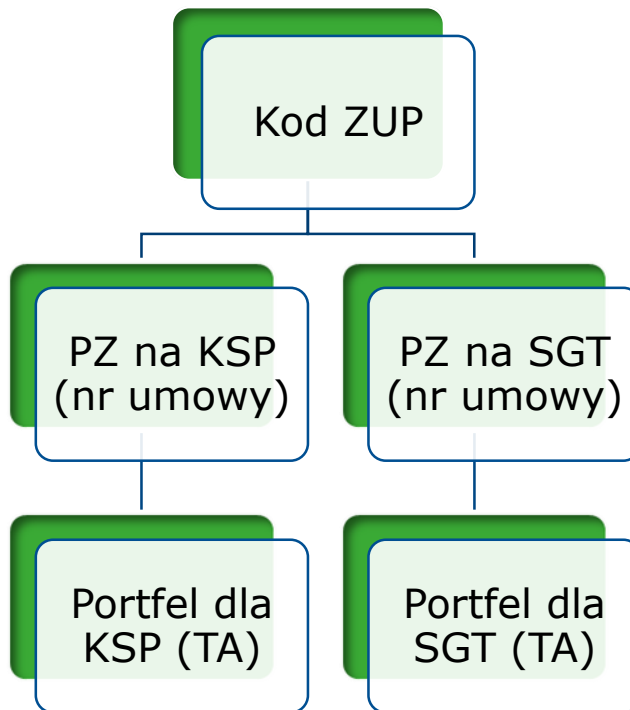 Kod ZUP
PZ na KSP
(nr umowy)
PZ na SGT
(nr umowy)
Portfel dla
KSP (TA)
Portfel dla
SGT (TA)